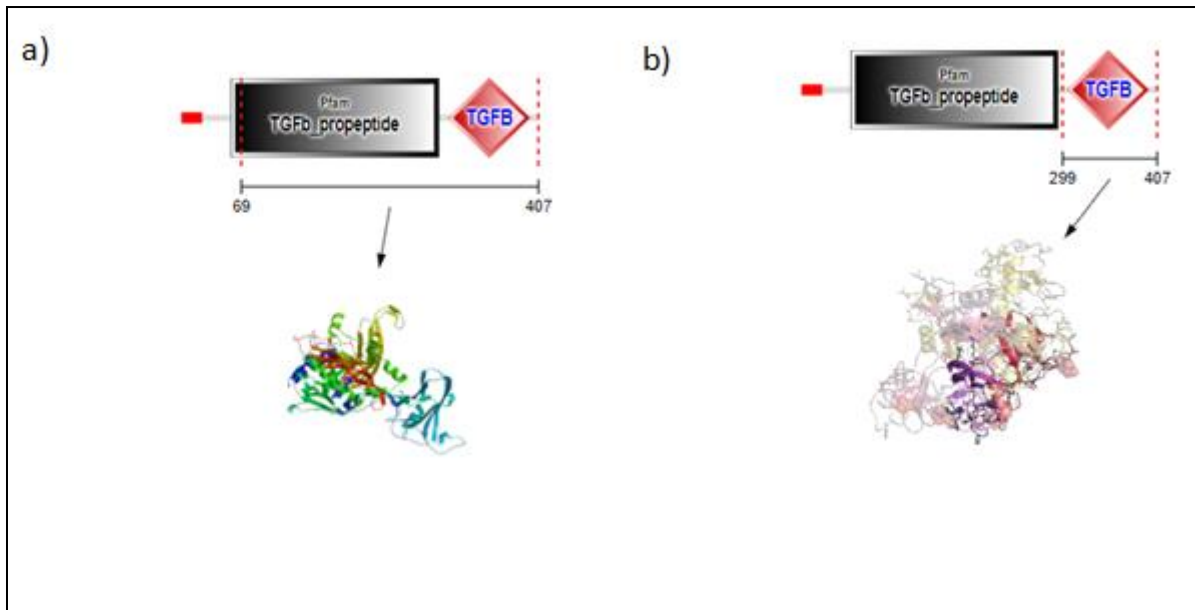 a)
Pfam
TGFb_propeptide
TGFB
69
407
b)
Pfam
TGFb_propeptide
TGFB
299
407